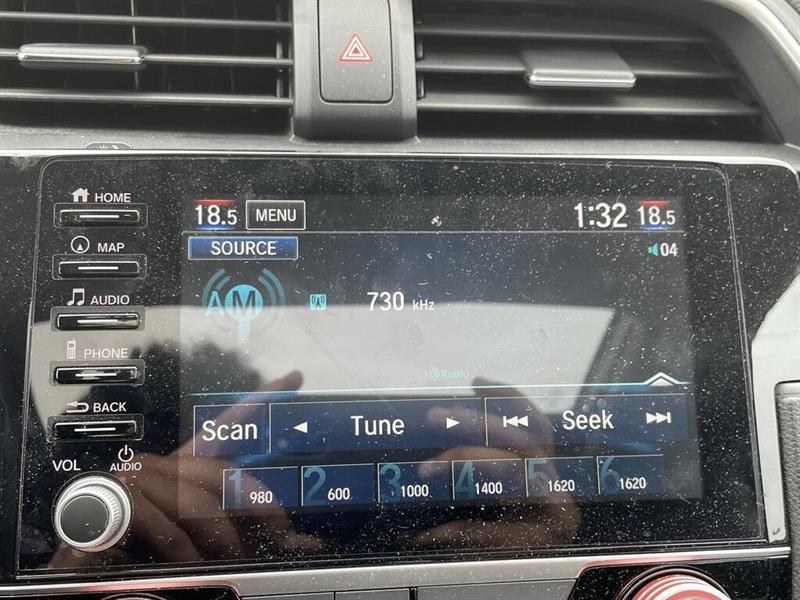 HOME
MAP
AUDIO
PHONE
BACK
VOL
AUDIO
18.5 MENU 1:32 18.5
SOURCE 04
AM 730 kHz
HD Radio
Scan Tune Seek
1 980 2 600 3 1000 4 1400 5 1620 6 1620